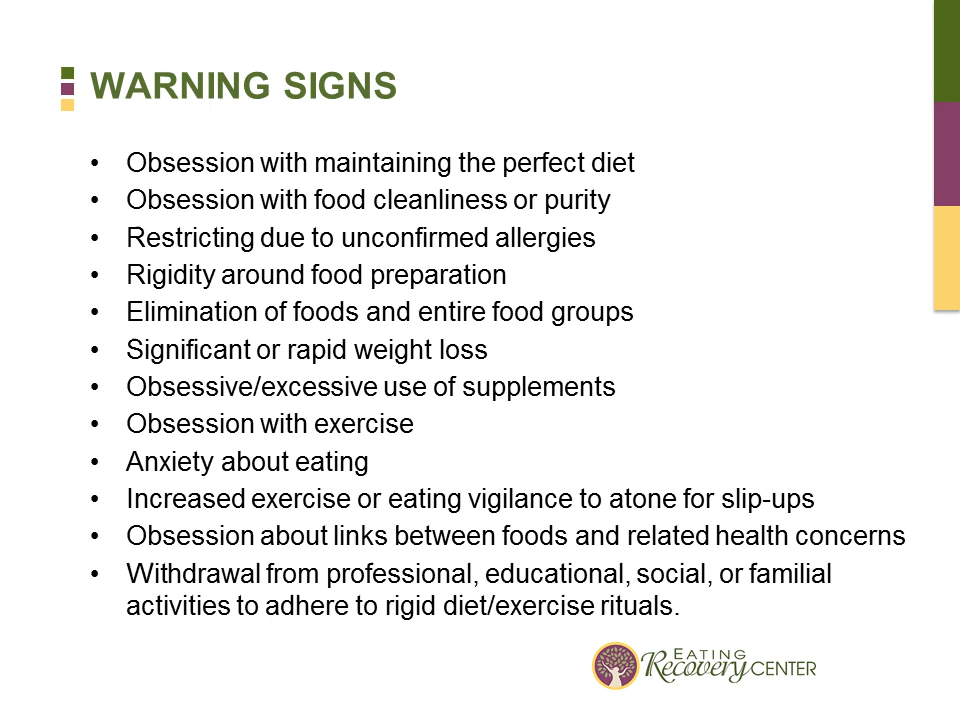 WARNING SIGNS
• Obsession with maintaining the perfect diet
• Obsession with food cleanliness or purity
• Restricting due to unconfirmed allergies
• Rigidity around food preparation
• Elimination of foods and entire food groups
• Significant or rapid weight loss
• Obsessive/excessive use of supplements
• Obsession with exercise
• Anxiety about eating
• Increased exercise or eating vigilance to atone for slip-ups
• Obsession about links between foods and related health concerns
• Withdrawal from professional, educational, social, or familial
activities to adhere to rigid diet/exercise rituals.
EATING
Recovery CENTER